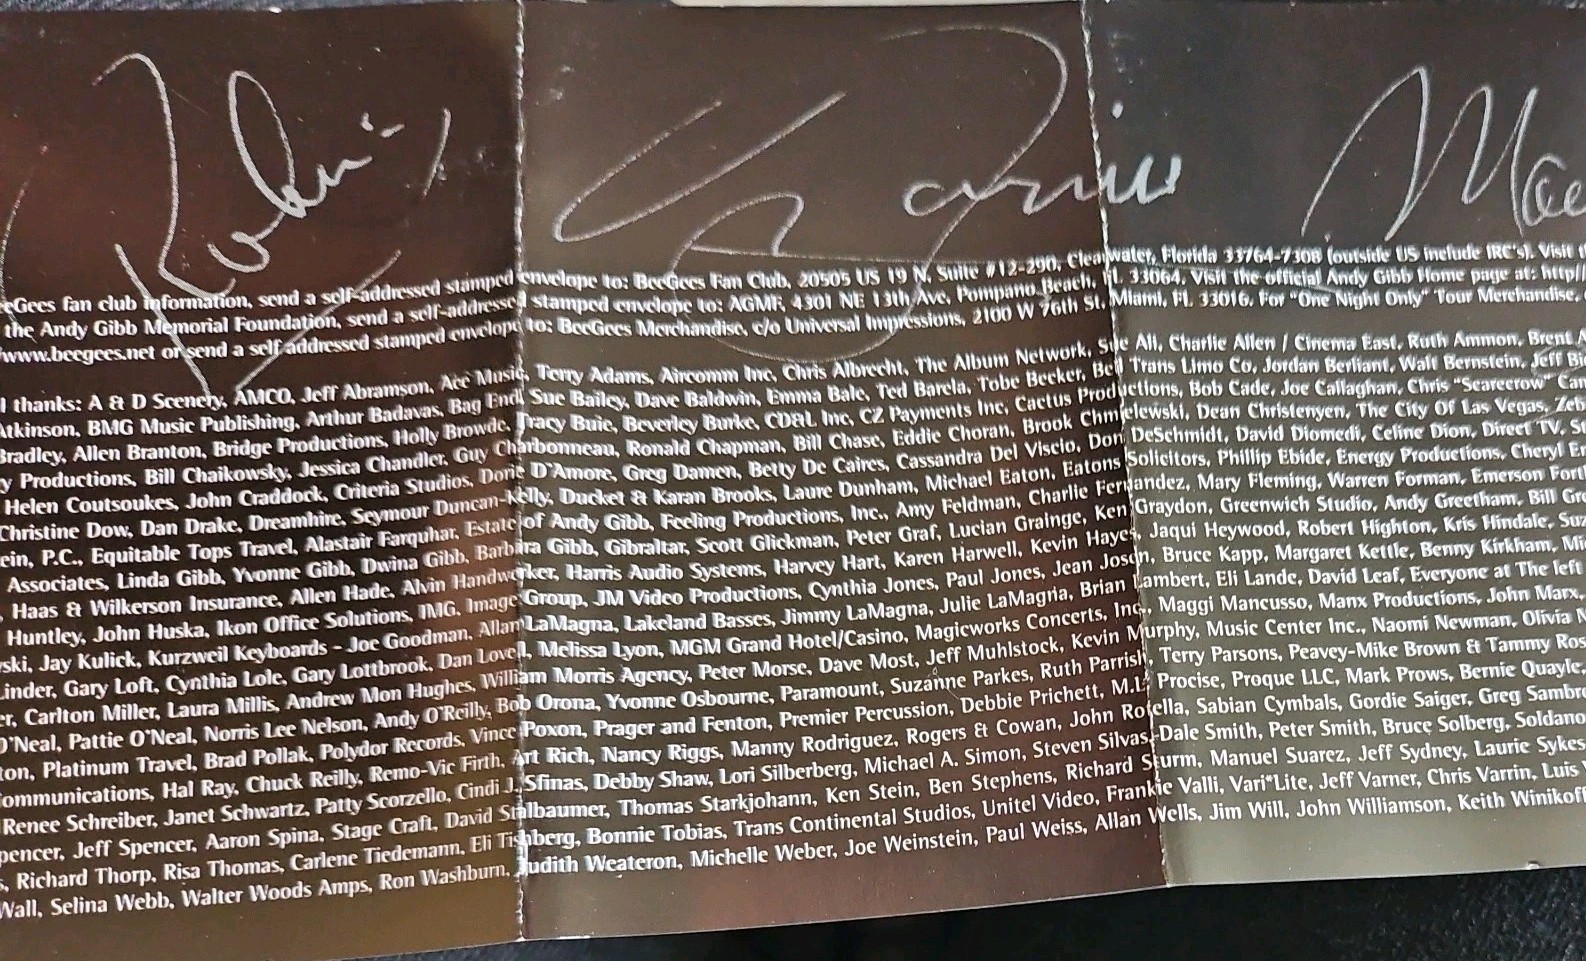 Robin
Barry
Mau
eeGees fan club information, send a self-addressed stamped envelope to: BeeGees Fan Club, 20505 US 19 N. Suite #12-290, Clearwater, Florida 33764-7308 (outside US include IRC's). Visit t
the Andy Gibb Memorial Foundation, send a self-addressed stamped envelope to: AGMF, 4301 NE 13th Ave, Pompano Beach, FL 33064. Visit the official Andy Gibb Home page at: http//
www.beegees.net or send a self-addressed stamped envelope to: BeeGees Merchandise, c/o Universal Impressions, 2100 W 76th St. Miami, FL 33016. For "One Night Only" Tour Merchandise,
l thanks: A & D Scenery, AMCO, Jeff Abramson, Ace Music, Terry Adams, Aircomm Inc, Chris Albrecht, The Album Network, Sue Ali, Charlie Allen / Cinema East, Ruth Ammon, Brent A
Atkinson, BMG Music Publishing, Arthur Badavas, Bag End, Sue Bailey, Dave Baldwin, Emma Bale, Ted Barela, Tobe Becker, Bell Trans Limo Co, Jordan Berliant, Walt Bernstein, Jeff Bi
Bradley, Allen Branton, Bridge Productions, Holly Browde, Tracy Buie, Beverley Burke, CD&L Inc, CZ Payments Inc, Cactus Productions, Bob Cade, Joe Callaghan, Chris "Scarecrow" Can
y Productions, Bill Chaikowsky, Jessica Chandler, Guy Charbonneau, Ronald Chapman, Bill Chase, Eddie Choran, Brook Chmielewski, Dean Christenyen, The City Of Las Vegas, Zeb
Helen Coutsoukes, John Craddock, Criteria Studios, Dorie D'Amore, Greg Damen, Betty De Caires, Cassandra Del Viscio, Don DeSchmidt, David Diomedi, Celine Dion, Direct TV, St
Christine Dow, Dan Drake, Dreamhire, Seymour Duncan-Kelly, Ducket & Karan Brooks, Laure Dunham, Michael Eaton, Eatons Solicitors, Phillip Ebide, Energy Productions, Cheryl En
ein, P.C., Equitable Tops Travel, Alastair Farquhar, Estate of Andy Gibb, Feeling Productions, Inc., Amy Feldman, Charlie Fernandez, Mary Fleming, Warren Forman, Emerson Fort
Associates, Linda Gibb, Yvonne Gibb, Dwina Gibb, Barbara Gibb, Gibraltar, Scott Glickman, Peter Graf, Lucian Grainge, Ken Graydon, Greenwich Studio, Andy Greetham, Bill Gr
, Haas & Wilkerson Insurance, Allen Hade, Alvin Handwerker, Harris Audio Systems, Harvey Hart, Karen Harwell, Kevin Hayes, Jaqui Heywood, Robert Highton, Kris Hindale, Suz
Huntley, John Huska, Ikon Office Solutions, IMG, Image Group, JM Video Productions, Cynthia Jones, Paul Jones, Jean Joson, Bruce Kapp, Margaret Kettle, Benny Kirkham, Mi
ski, Jay Kulick, Kurzweil Keyboards - Joe Goodman, Allan LaMagna, Lakeland Basses, Jimmy LaMagna, Julie LaMagria, Brian Lambert, Eli Lande, David Leaf, Everyone at The left
Linder, Gary Loft, Cynthia Lole, Gary Lottbrook, Dan Lovell, Melissa Lyon, MGM Grand Hotel/Casino, Magicworks Concerts, Inc., Maggi Mancusso, Manx Productions, John Marx,
er, Carlton Miller, Laura Millis, Andrew Mon Hughes, William Morris Agency, Peter Morse, Dave Most, Jeff Muhlstock, Kevin Murphy, Music Center Inc., Naomi Newman, Olivia N
O'Neal, Pattie O'Neal, Norris Lee Nelson, Andy O'Reilly, Bob Orona, Yvonne Osbourne, Paramount, Suzanne Parkes, Ruth Parrish, Terry Parsons, Peavey-Mike Brown & Tammy Ros
ton, Platinum Travel, Brad Pollak, Polydor Records, Vince Poxon, Prager and Fenton, Premier Percussion, Debbie Prichett, M.L. Procise, Proque LLC, Mark Prows, Bernie Quayle
ommunications, Hal Ray, Chuck Reilly, Remo-Vic Firth, Art Rich, Nancy Riggs, Manny Rodriguez, Rogers & Cowan, John Rotella, Sabian Cymbals, Gordie Saiger, Greg Sambr
Renee Schreiber, Janet Schwartz, Patty Scorzello, Cindi J. Sfinas, Debby Shaw, Lori Silberberg, Michael A. Simon, Steven Silvas, Dale Smith, Peter Smith, Bruce Solberg, Soldano
pencer, Jeff Spencer, Aaron Spina, Stage Craft, David Stalbaumer, Thomas Starkjohann, Ken Stein, Ben Stephens, Richard Sturm, Manuel Suarez, Jeff Sydney, Laurie Sykes
s, Richard Thorp, Risa Thomas, Carlene Tiedemann, Eli Tishberg, Bonnie Tobias, Trans Continental Studios, Unitel Video, Frankie Valli, Vari*Lite, Jeff Varner, Chris Varrin, Luis V
Wall, Selina Webb, Walter Woods Amps, Ron Washburn, Judith Weateron, Michelle Weber, Joe Weinstein, Paul Weiss, Allan Wells, Jim Will, John Williamson, Keith Winikoff